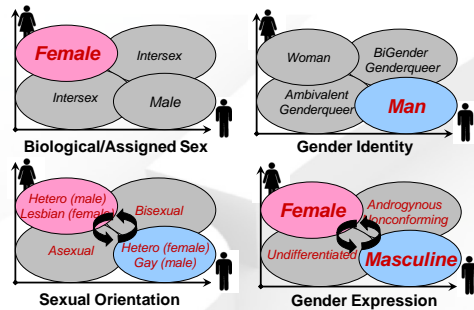 Female
Intersex
Intersex
Male
Biological/Assigned Sex
Woman
BiGender
Genderqueer
Ambivalent
Genderqueer
Man
Gender Identity
Hetero (male)
Lesbian (female)
Bisexual
Asexual
Hetero (female)
Gay (male)
Sexual Orientation
Female
Androgynous
Nonconforming
Undifferentiated
Masculine
Gender Expression